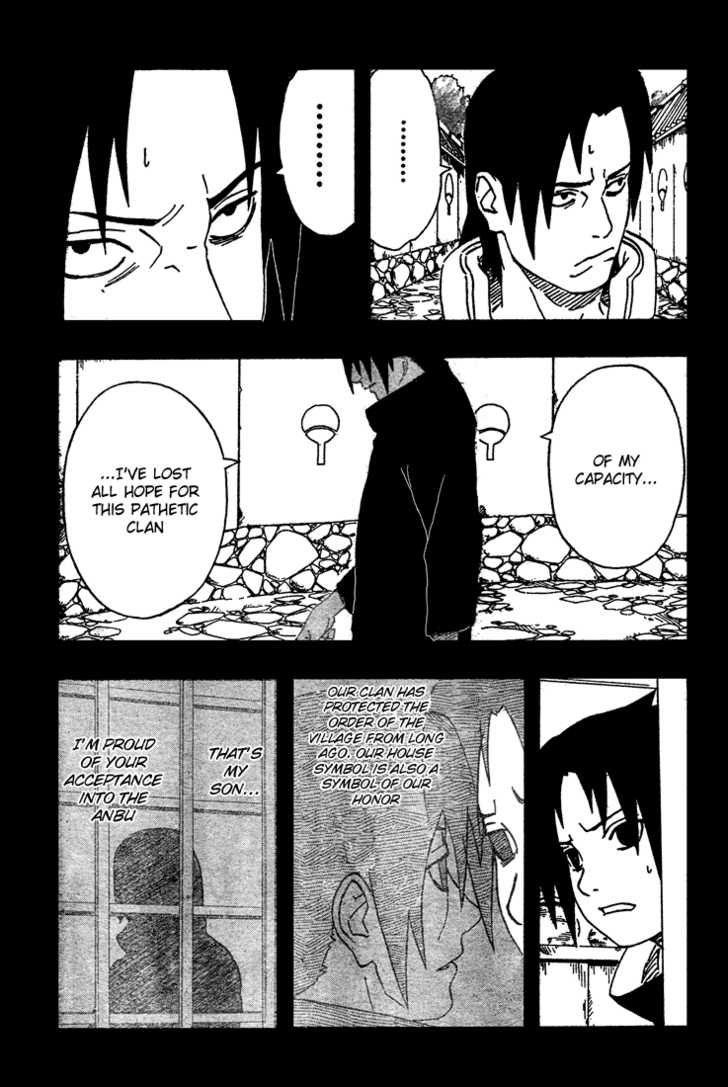 .........
........
OF MY
CAPACITY...
...I'VE LOST
ALL HOPE FOR
THIS PATHETIC
CLAN
OUR CLAN HAS
PROTECTED THE
ORDER OF THE
VILLAGE FROM LONG
AGO. OUR HOUSE
SYMBOL IS ALSO A
SYMBOL OF OUR
HONOR
THAT'S
MY
SON...
I'M PROUD
OF YOUR
ACCEPTANCE
INTO THE
ANBU